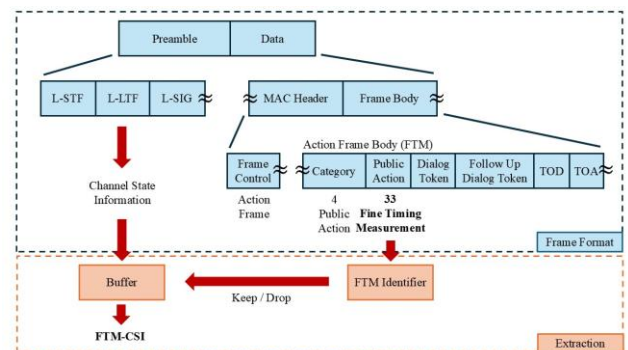 Preamble
Data
L-STF
L-LTF
L-SIG
MAC Header
Frame Body
Action Frame Body (FTM)
Frame
Control
Category
Public
Action
Dialog
Token
Follow Up
Dialog Token
TOD
TOA
Channel State
Information
Action
Frame
4
Public
Action
33
Fine Timing
Measurement
Frame Format
Buffer
Keep / Drop
FTM Identifier
FTM-CSI
Extraction